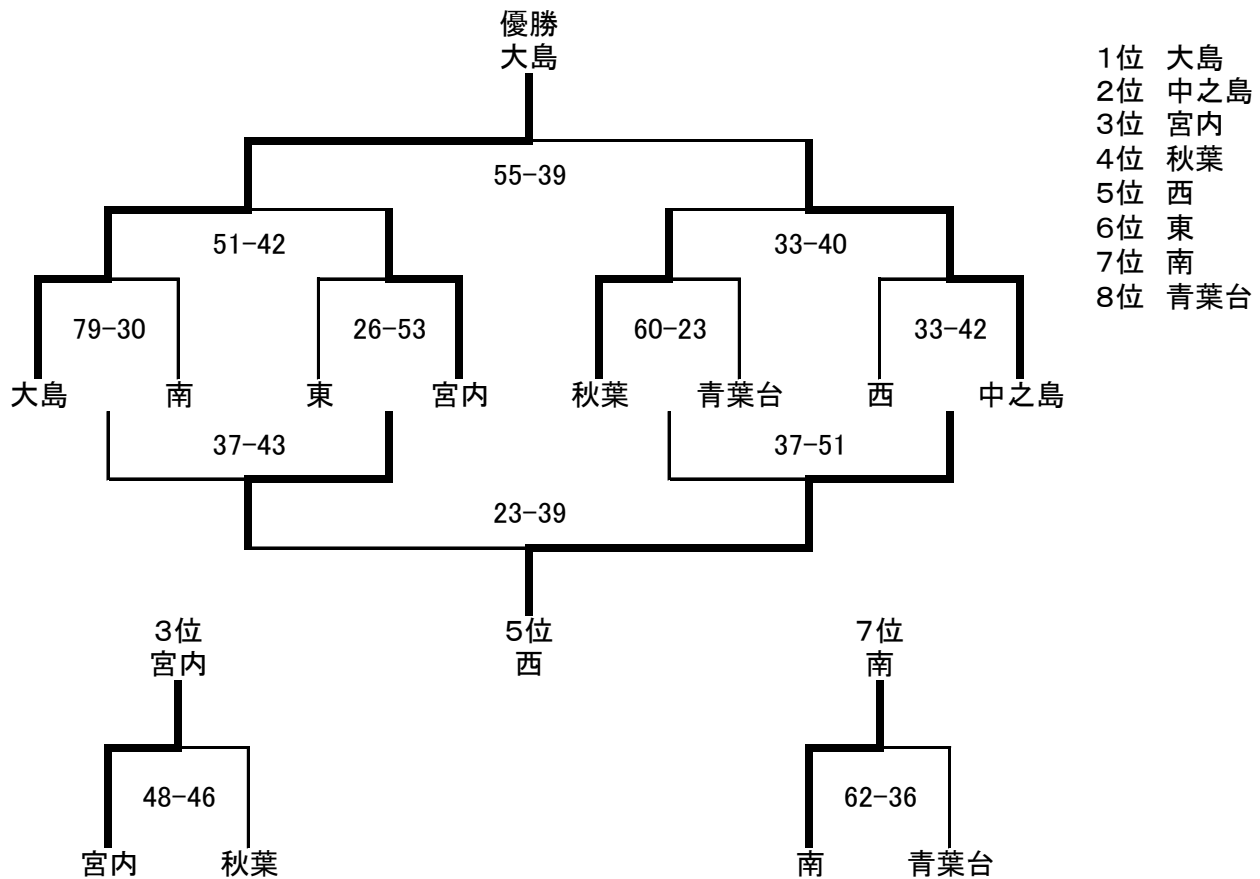 優勝
大島
1位 大島
2位 中之島
3位 宮内
4位 秋葉
5位 西
6位 東
7位 南
8位 青葉台
55-39
51-42
33-40
79-30
26-53
60-23
33-42
大島
南
東
宮内
秋葉
青葉台
西
中之島
37-43
37-51
23-39
3位
宮内
5位
西
7位
南
48-46
62-36
宮内
秋葉
南
青葉台